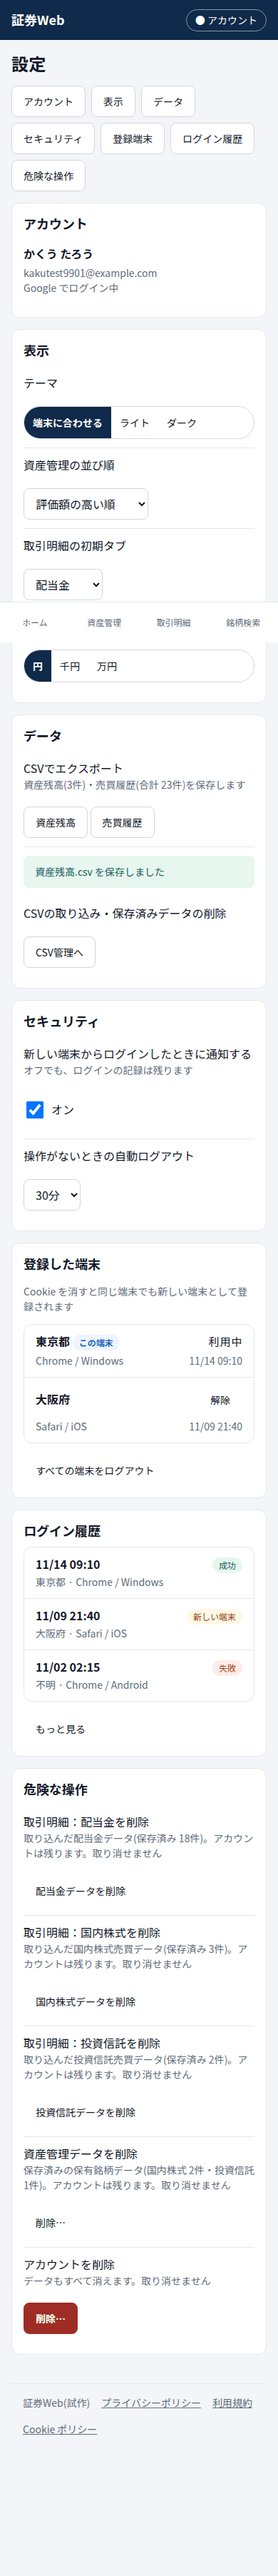 証券Web
アカウント
設定
アカウント
表示
データ
セキュリティ
登録端末
ログイン履歴
危険な操作
アカウント
かくう たろう
kakutest9901@example.com
Google でログイン中
表示
テーマ
端末に合わせる
ライト
ダーク
資産管理の並び順
評価額の高い順
取引明細の初期タブ
配当金
ホーム
資産管理
取引明細
銘柄検索
円
千円
万円
データ
CSVでエクスポート
資産残高(3件)・売買履歴(合計 23件)を保存します
資産残高
売買履歴
資産残高.csv を保存しました
CSVの取り込み・保存済みデータの削除
CSV管理へ
セキュリティ
新しい端末からログインしたときに通知する
オフでも、ログインの記録は残ります
オン
操作がないときの自動ログアウト
30分
登録した端末
Cookie を消すと同じ端末でも新しい端末として登
録されます
東京都
この端末
利用中
Chrome / Windows
11/14 09:10
大阪府
解除
Safari / iOS
11/09 21:40
すべての端末をログアウト
ログイン履歴
11/14 09:10
成功
東京都・Chrome / Windows
11/09 21:40
新しい端末
大阪府・Safari / iOS
11/02 02:15
失敗
不明・Chrome / Android
もっと見る
危険な操作
取引明細：配当金を削除
取り込んだ配当金データ(保存済み 18件)。アカウン
トは残ります。取り消せません
配当金データを削除
取引明細：国内株式を削除
取り込んだ国内株式売買データ(保存済み 3件)。ア
カウントは残ります。取り消せません
国内株式データを削除
取引明細：投資信託を削除
取り込んだ投資信託売買データ(保存済み 2件)。ア
カウントは残ります。取り消せません
投資信託データを削除
資産管理データを削除
保存済みの保有銘柄データ(国内株式 2件・投資信託
1件)。アカウントは残ります。取り消せません
削除…
アカウントを削除
データもすべて消えます。取り消せません
削除…
証券Web(試作)
プライバシーポリシー
利用規約
Cookie ポリシー